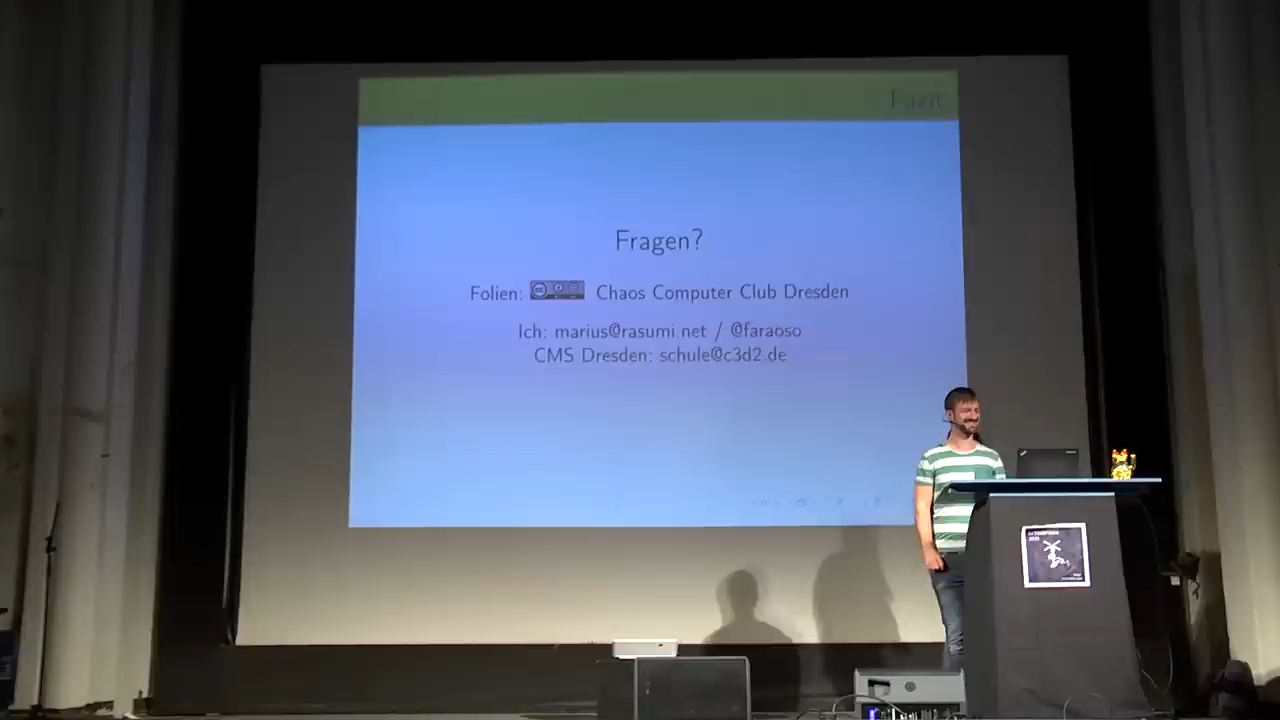 Fazit
Fragen?
Folien: Chaos Computer Club Dresden
Ich: marius@rasumi.net / @faraoso
CMS Dresden: schule@c3d2.de